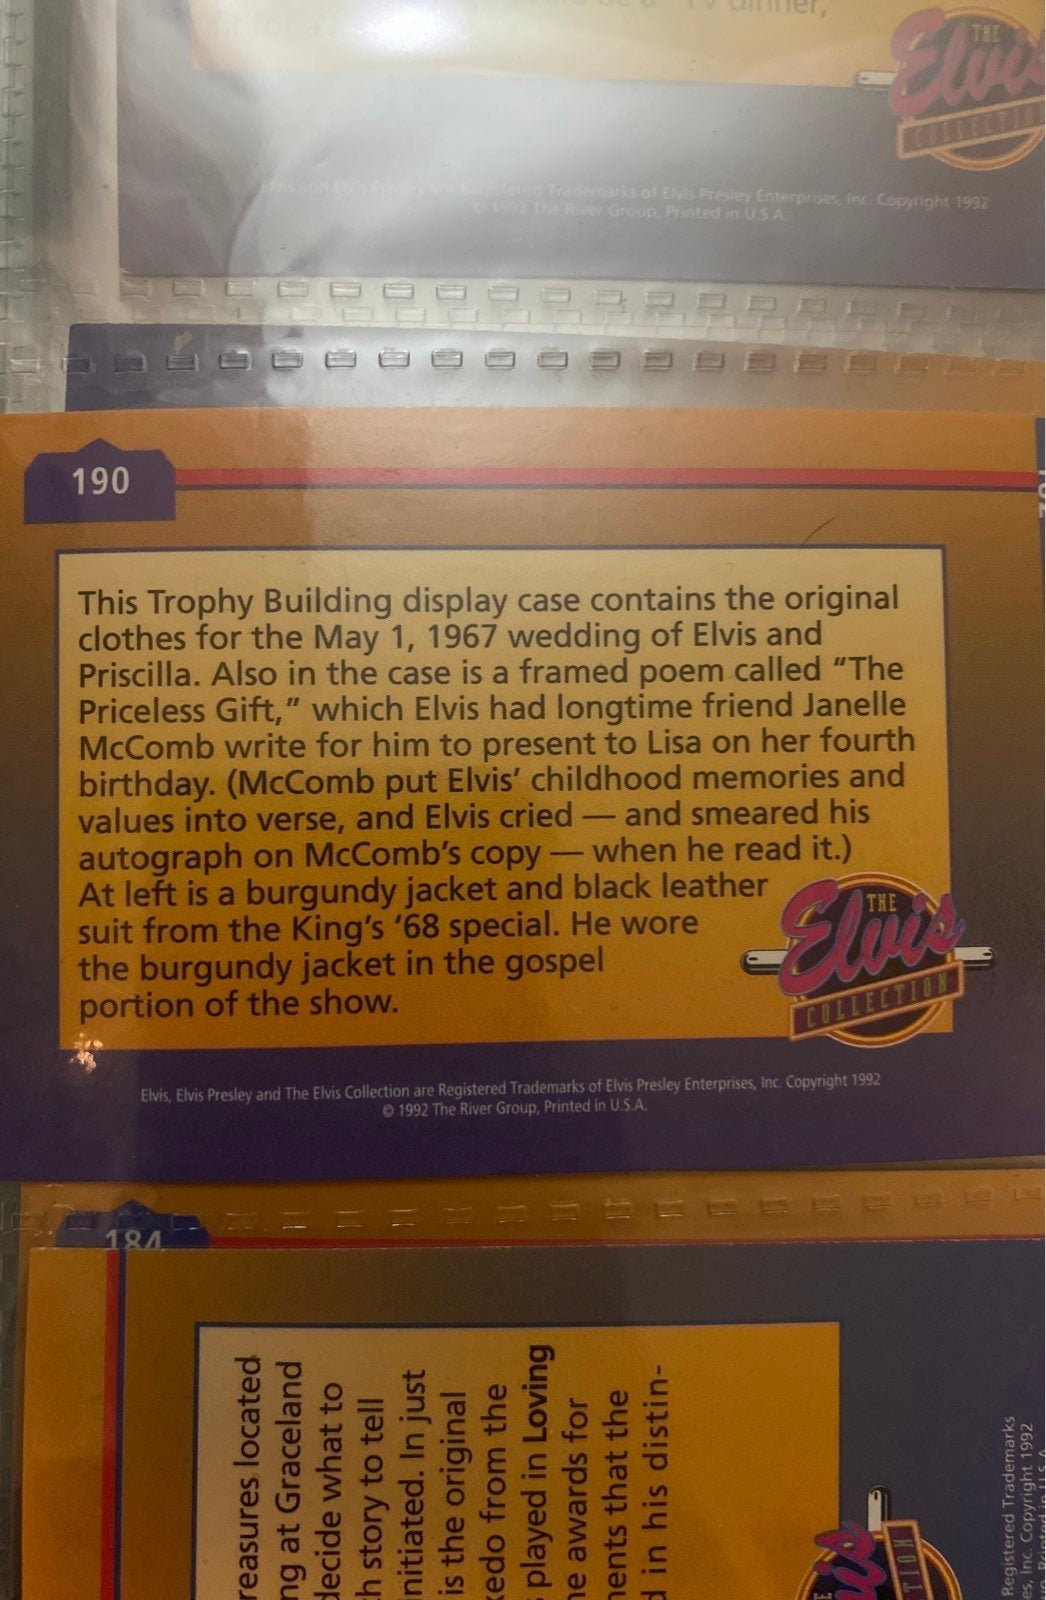 TV dinner,
THE
Elvis
COLLECTION
Elvis and Elvis Presley are Registered Trademarks of Elvis Presley Enterprises, Inc. Copyright 1992
© 1992 The River Group, Printed in U.S.A.
190
This Trophy Building display case contains the original
clothes for the May 1, 1967 wedding of Elvis and
Priscilla. Also in the case is a framed poem called “The
Priceless Gift,” which Elvis had longtime friend Janelle
McComb write for him to present to Lisa on her fourth
birthday. (McComb put Elvis’ childhood memories and
values into verse, and Elvis cried — and smeared his
autograph on McComb’s copy — when he read it.)
At left is a burgundy jacket and black leather
suit from the King’s ‘68 special. He wore
the burgundy jacket in the gospel
portion of the show.
THE
Elvis
COLLECTION
Elvis, Elvis Presley and The Elvis Collection are Registered Trademarks of Elvis Presley Enterprises, Inc. Copyright 1992
© 1992 The River Group, Printed in U.S.A.
184
reasures located
ng at Graceland
decide what to
h story to tell
initiated. In just
is the original
xedo from the
played in Loving
ne awards for
nents that the
d in his distin-
Registered Trademarks
es, Inc. Copyright 1992